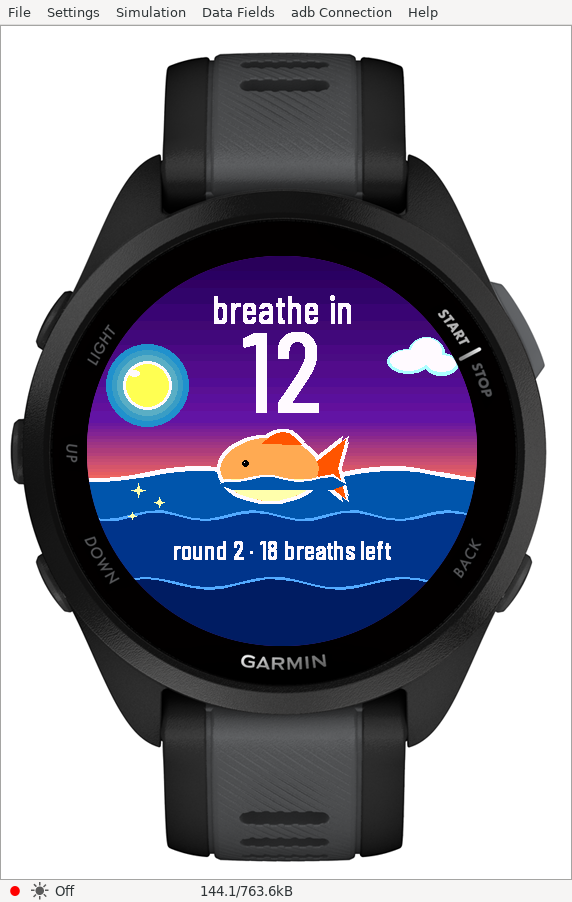 File Settings Simulation Data Fields adb Connection Help
breathe in
12
START
STOP
LIGHT
UP
DOWN
BACK
round 2 · 18 breaths left
GARMIN
Off 144.1/763.6kB